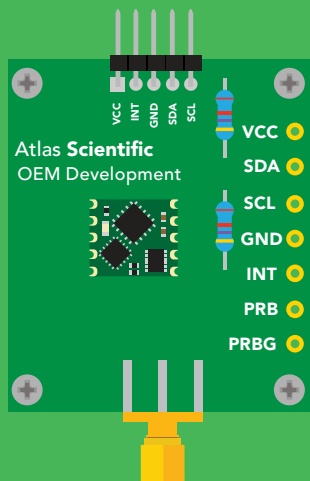 VCC
INT
GND
SDA
SCL
Atlas Scientific
OEM Development
VCC
SDA
SCL
GND
INT
PRB
PRBG